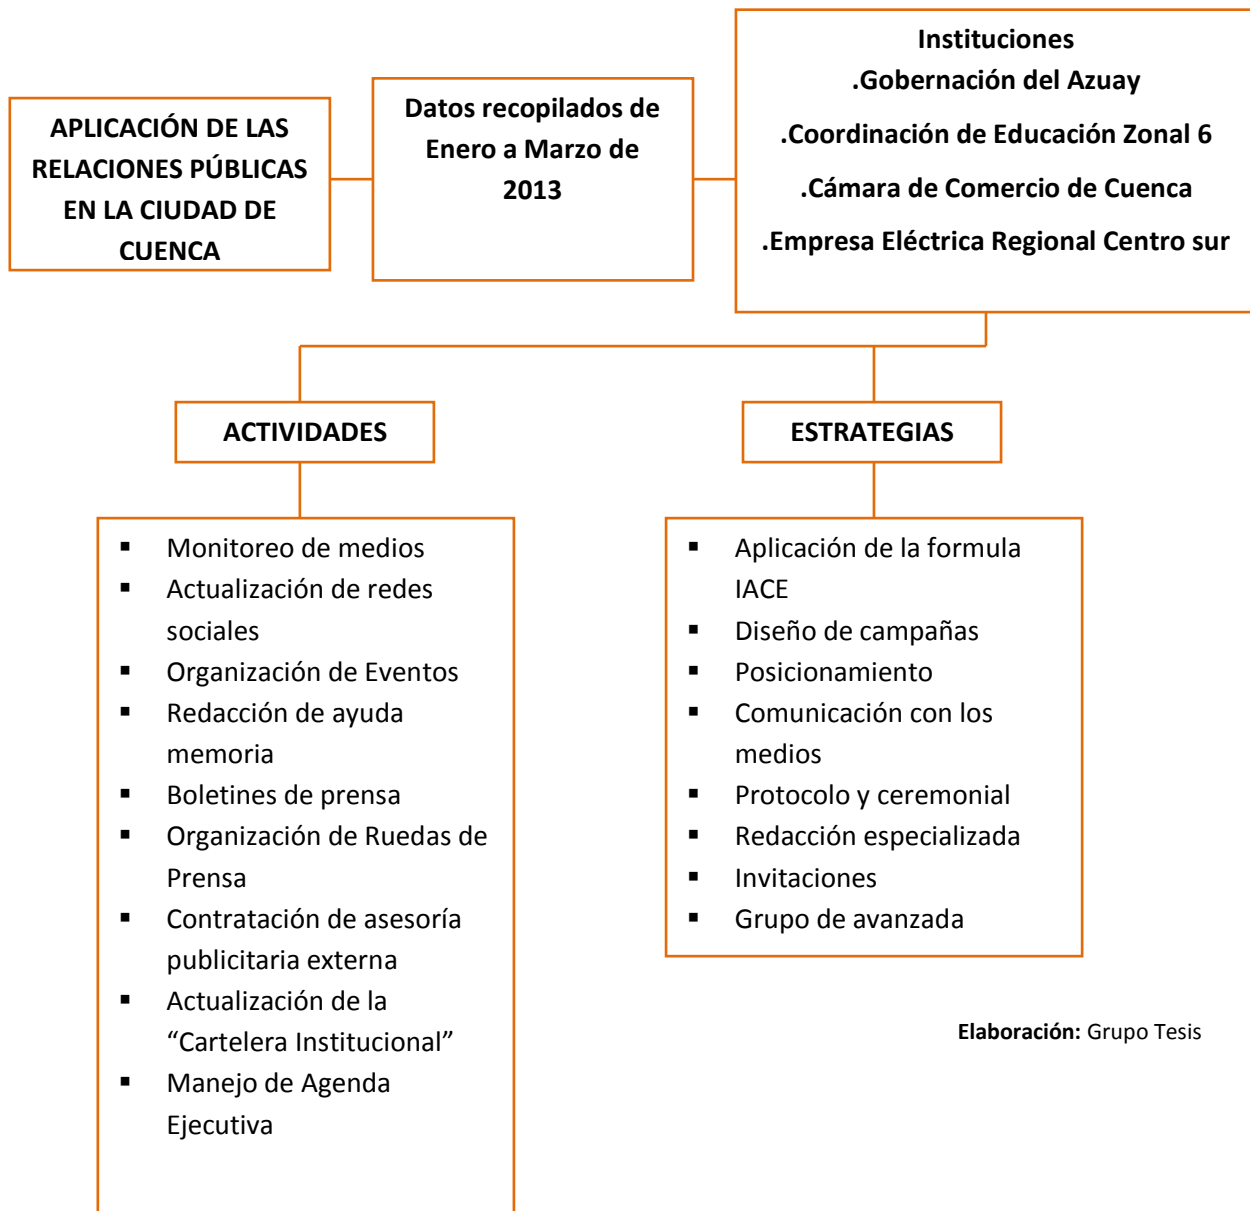 APLICACIÓN DE LAS
RELACIONES PÚBLICAS
EN LA CIUDAD DE
CUENCA
Datos recopilados de
Enero a Marzo de
2013
Instituciones
.Gobernación del Azuay
.Coordinación de Educación Zonal 6
.Cámara de Comercio de Cuenca
.Empresa Eléctrica Regional Centro sur
ACTIVIDADES
▪ Monitoreo de medios
▪ Actualización de redes
sociales
▪ Organización de Eventos
▪ Redacción de ayuda
memoria
▪ Boletines de prensa
▪ Organización de Ruedas de
Prensa
▪ Contratación de asesoría
publicitaria externa
▪ Actualización de la
“Cartelera Institucional”
▪ Manejo de Agenda
Ejecutiva
ESTRATEGIAS
▪ Aplicación de la formula
IACE
▪ Diseño de campañas
▪ Posicionamiento
▪ Comunicación con los
medios
▪ Protocolo y ceremonial
▪ Redacción especializada
▪ Invitaciones
▪ Grupo de avanzada
Elaboración: Grupo Tesis